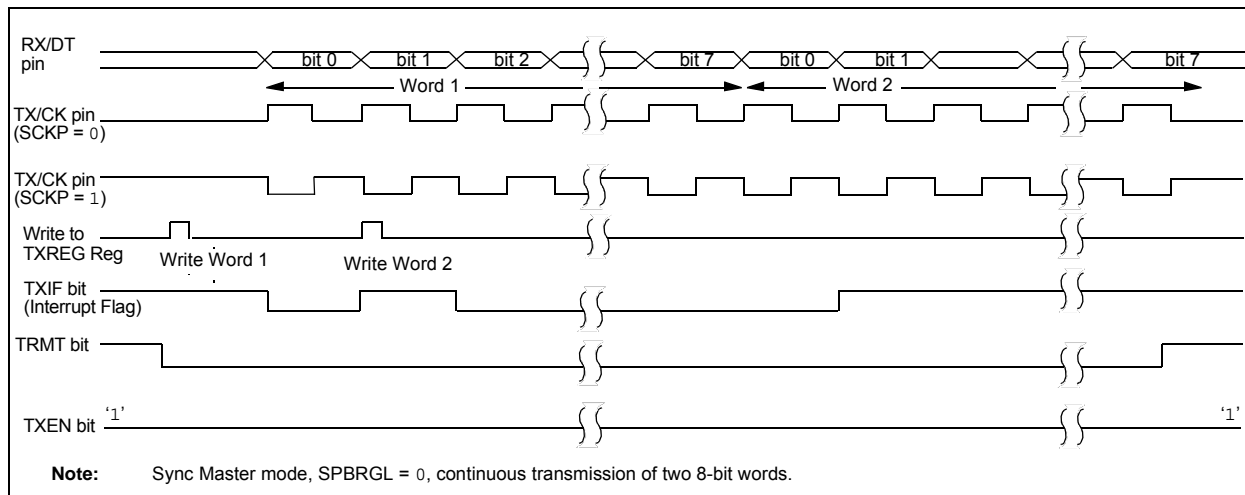 RX/DT
pin
bit 0 bit 1 bit 2 bit 7 bit 0 bit 1 bit 7
Word 1 Word 2
TX/CK pin
(SCKP = 0)
TX/CK pin
(SCKP = 1)
Write to
TXREG Reg
Write Word 1 Write Word 2
TXIF bit
(Interrupt Flag)
TRMT bit
TXEN bit '1' '1'
Note: Sync Master mode, SPBRGL = 0, continuous transmission of two 8-bit words.